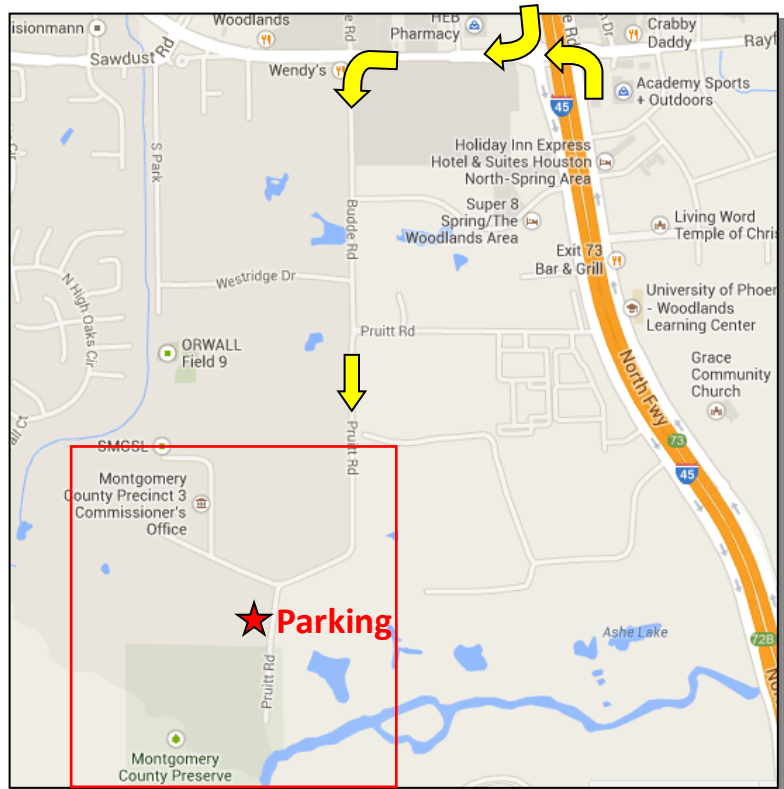 Woodlands
HEB
Pharmacy
Crabby
Daddy
isionmann
Sawdust Rd
Wendy's
Rayf
Academy Sports
+ Outdoors
45
Holiday Inn Express
Hotel & Suites Houston
North-Spring Area
S Park
Super 8
Spring/The
Woodlands Area
Living Word
Temple of Chris
Budde Rd
Exit 73
Bar & Grill
Westridge Dr
N High Oaks Cir
University of Phoe
- Woodlands
Learning Center
Pruitt Rd
ORWALL
Field 9
Grace
Community
Church
North Fwy
Pruitt Rd
73
SMGSL
45
Montgomery
County Precinct 3
Commissioner's
Office
Parking
Ashe Lake
72B
Pruitt Rd
Montgomery
County Preserve